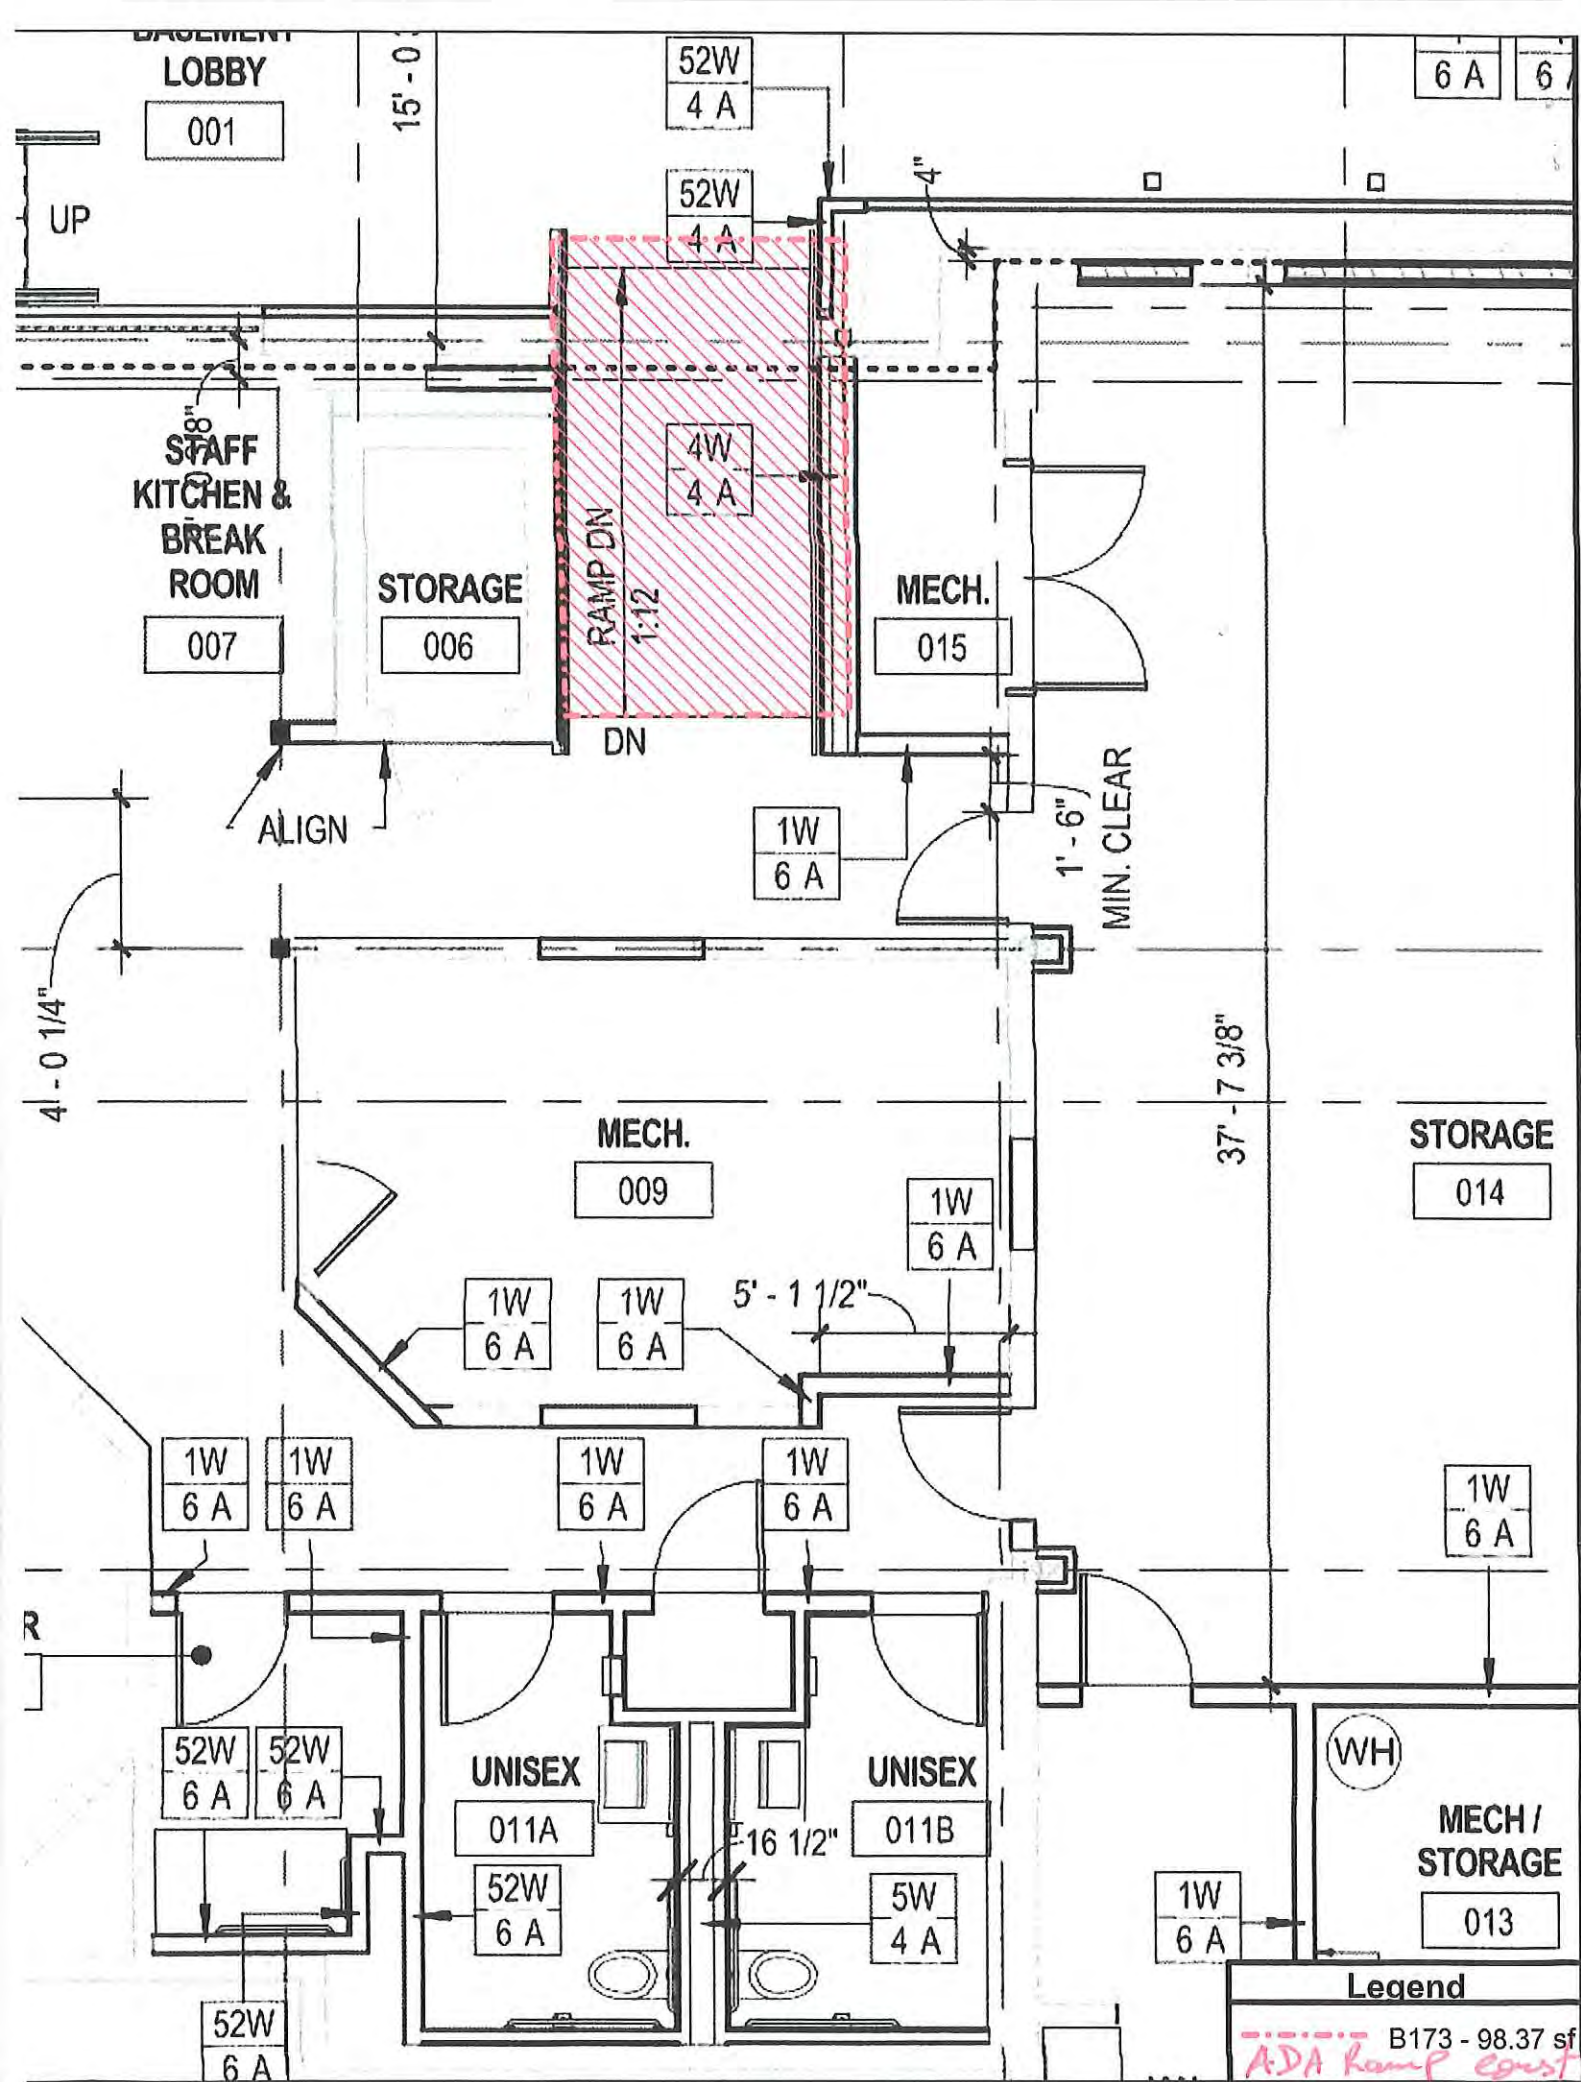 BASEMENT
LOBBY
001
15' - 0
UP
52W
4 A
52W
4 A
6 A
6
4"
STAFF
KITCHEN &
BREAK
ROOM
007
STORAGE
006
RAMP DN
1:12
4W
4 A
MECH.
015
DN
ALIGN
1W
6 A
1' - 6"
MIN. CLEAR
4' - 0 1/4"
37' - 7 3/8"
MECH.
009
STORAGE
014
1W
6 A
1W
6 A
1W
6 A
5' - 1 1/2"
1W
6 A
1W
6 A
1W
6 A
1W
6 A
1W
6 A
R
52W
6 A
52W
6 A
UNISEX
011A
UNISEX
011B
16 1/2"
52W
6 A
5W
4 A
WH
MECH /
STORAGE
013
1W
6 A
52W
6 A
Legend
B173 - 98.37 sf
ADA Ramp const